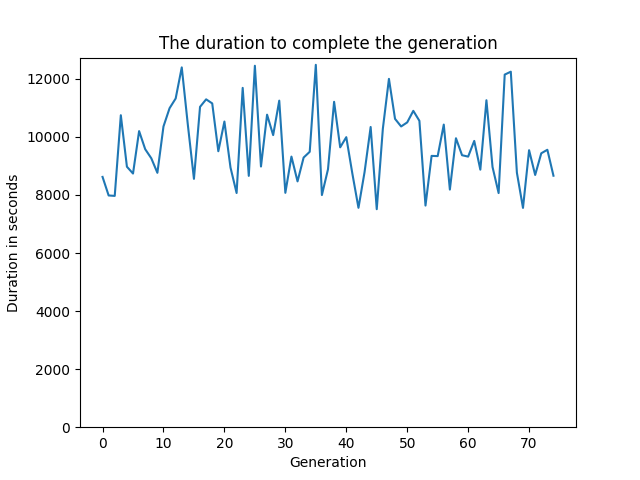 The duration to complete the generation
12000
10000
8000
6000
4000
2000
0
Duration in seconds
0 10 20 30 40 50 60 70
Generation